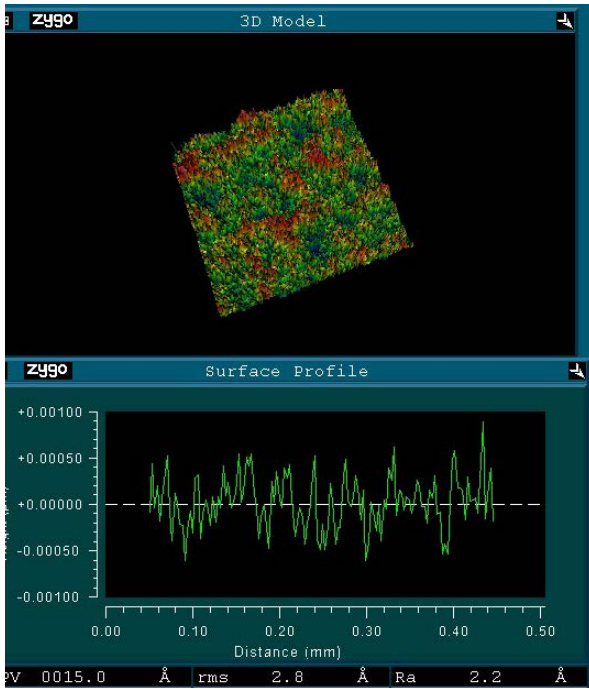 zygo 3D Model
zygo Surface Profile
+0.00100
+0.00050
+0.00000
-0.00050
-0.00100
0.00 0.10 0.20 0.30 0.40 0.50
Distance (mm)
PV 0015.0 Å rms 2.8 Å Ra 2.2 Å